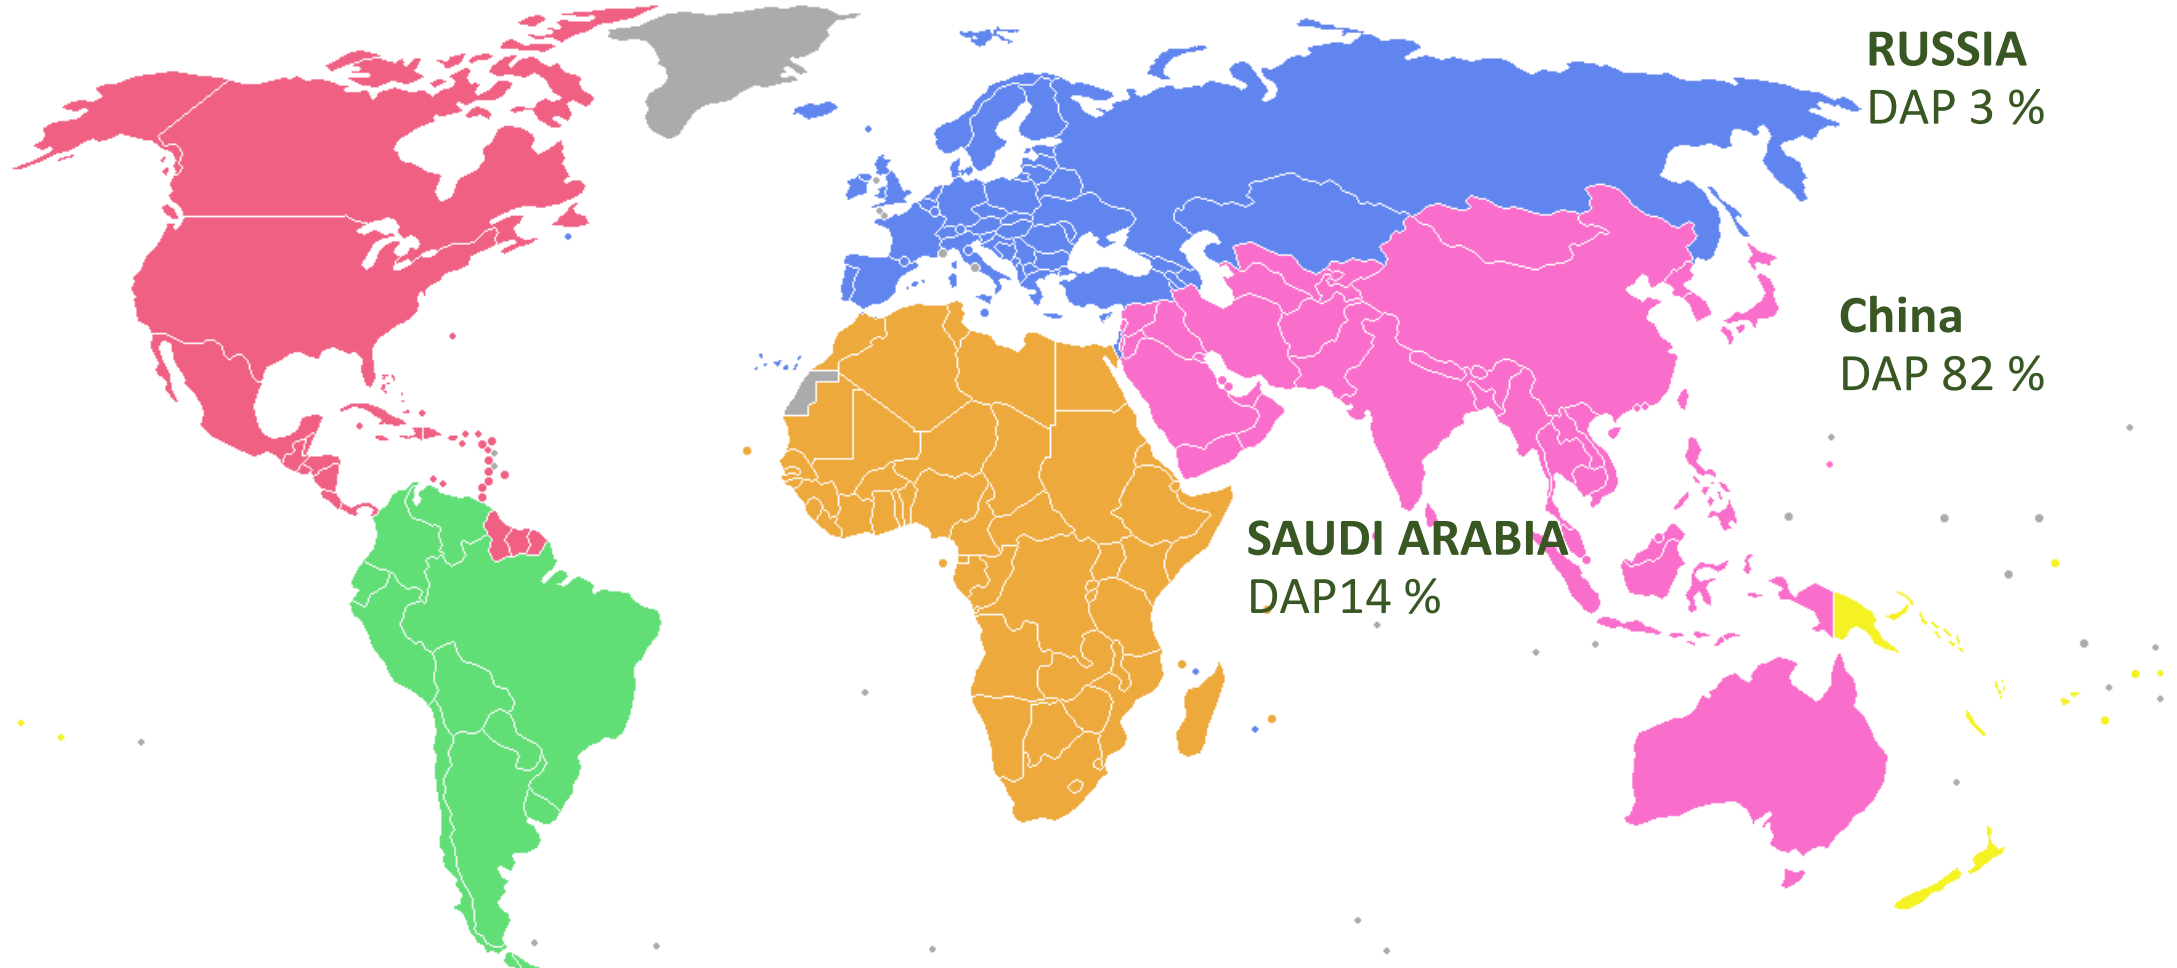 RUSSIA
DAP 3 %
China
DAP 82 %
SAUDI ARABIA
DAP14 %